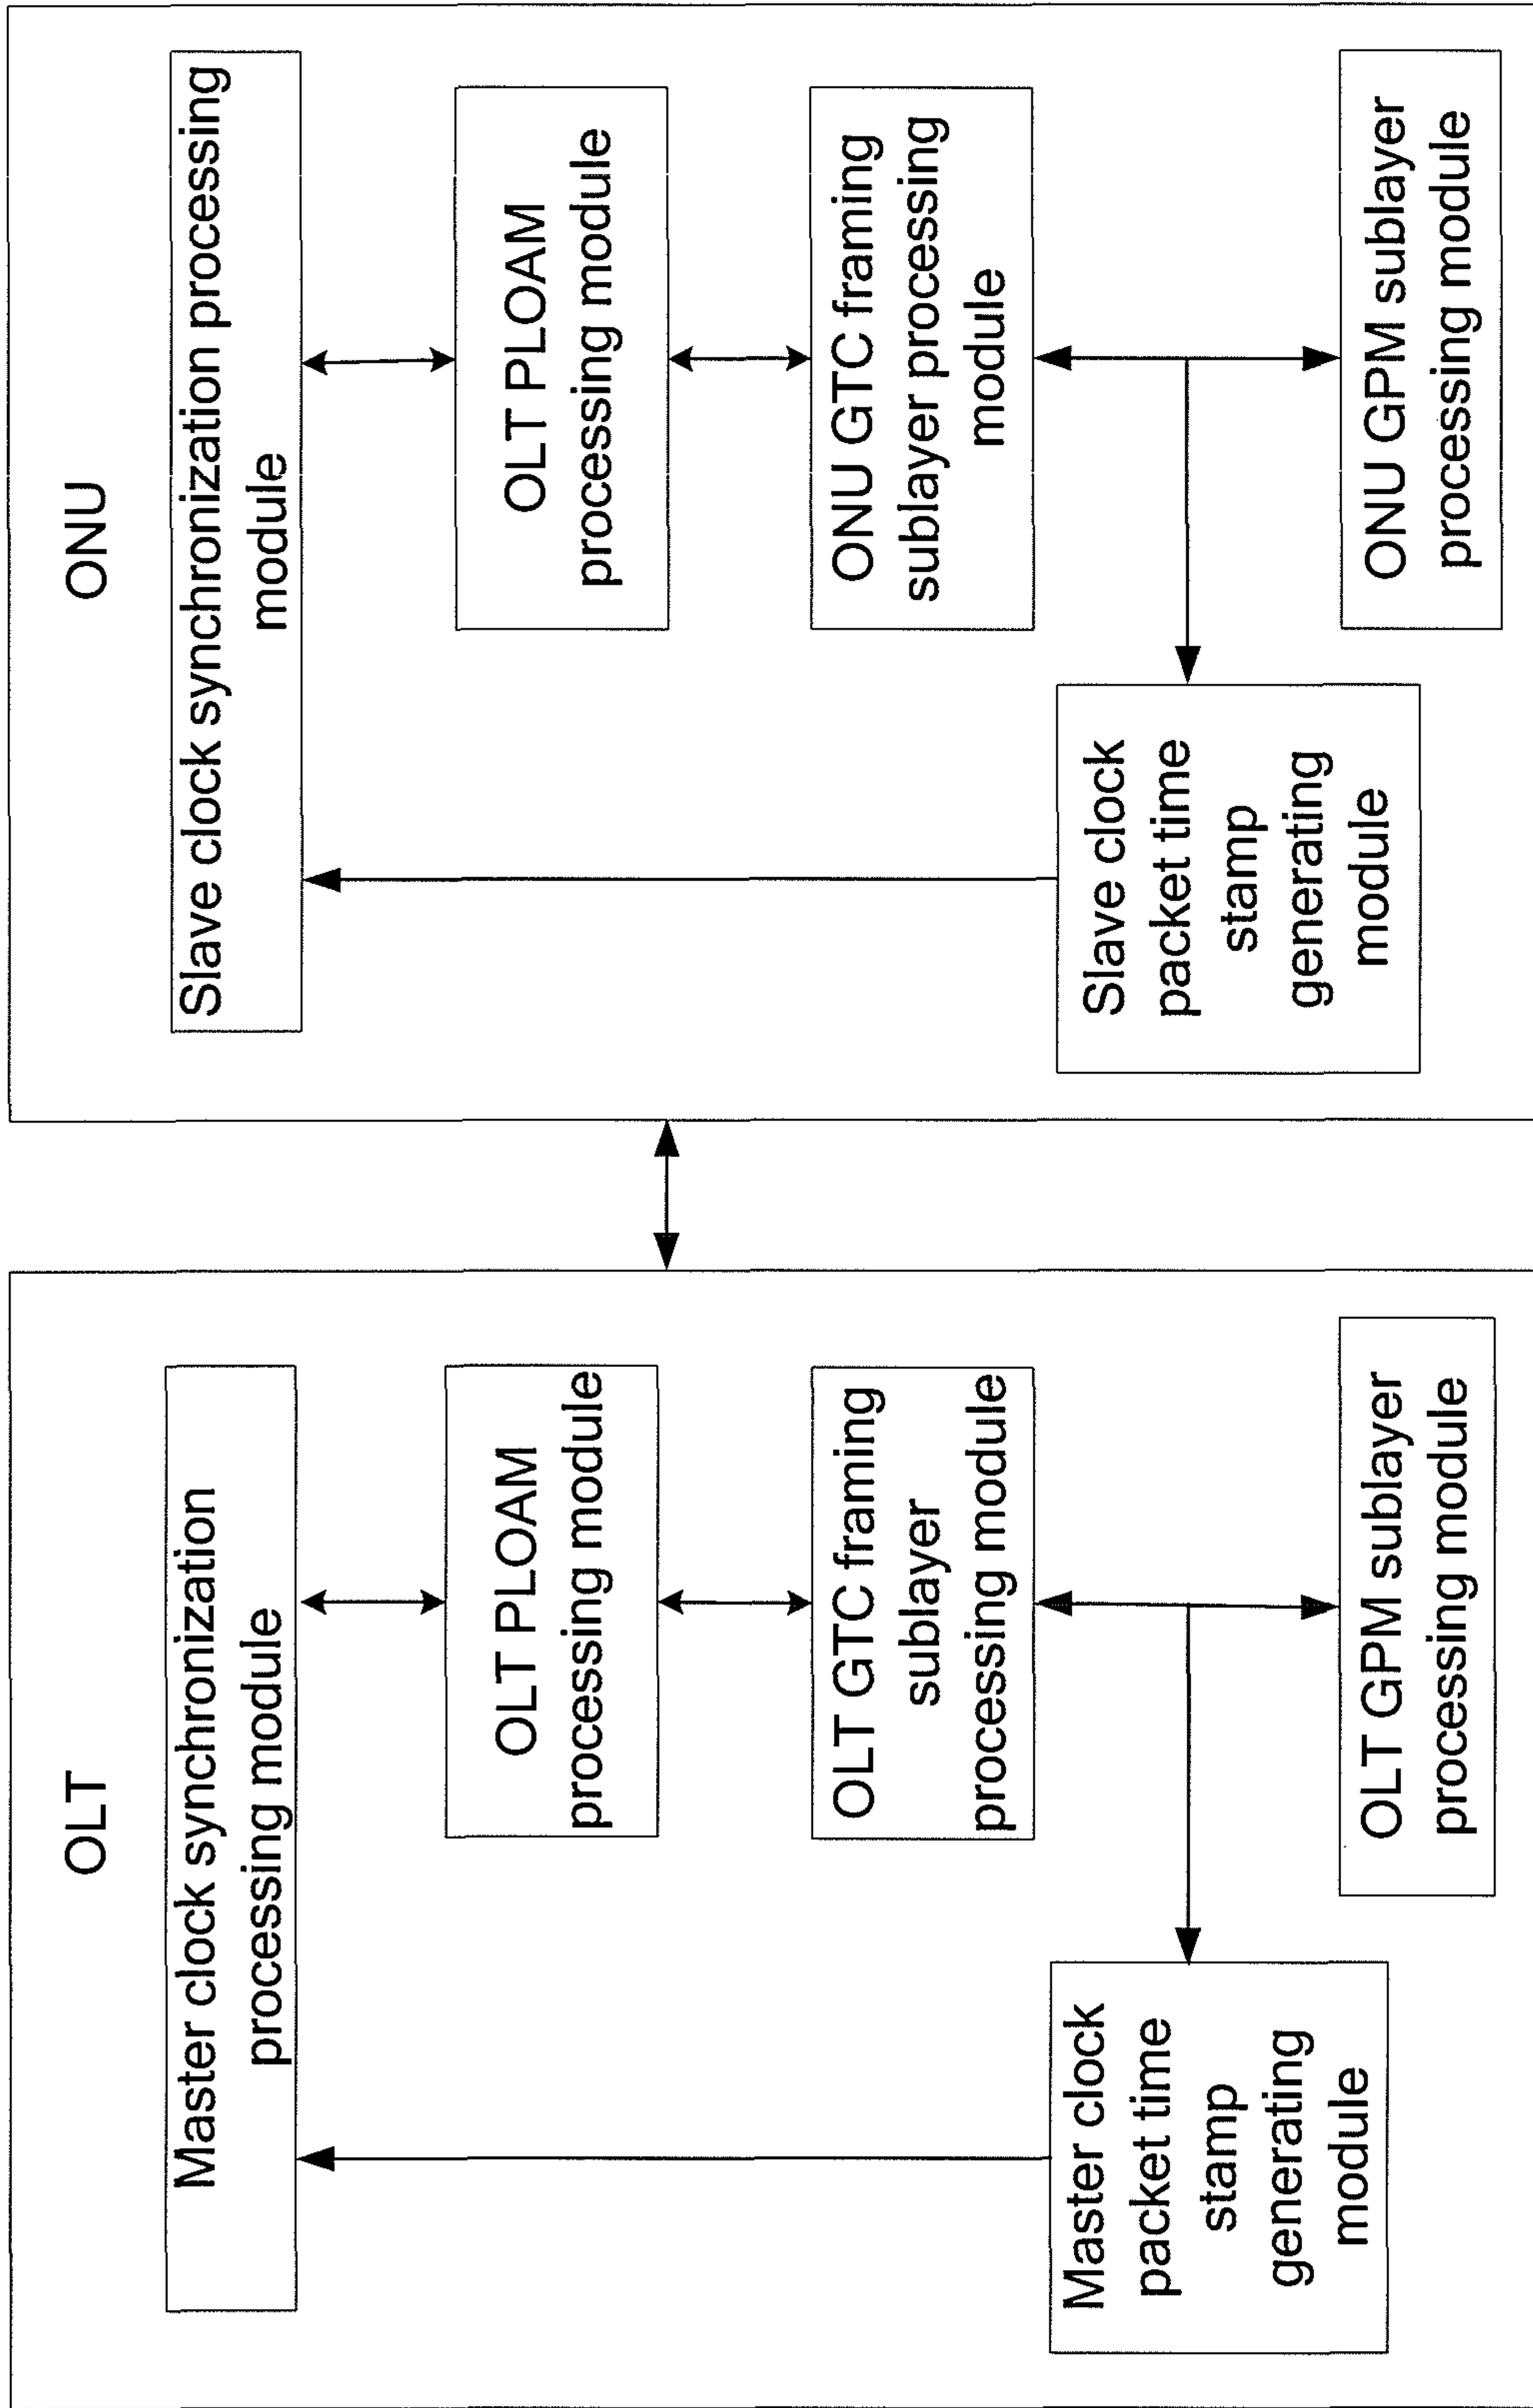 OLT
Master clock synchronization
processing module
OLT PLOAM
processing module
OLT GTC framing
sublayer
processing module
Master clock
packet time
stamp
generating
module
OLT GPM sublayer
processing module
ONU
Slave clock synchronization processing
module
OLT PLOAM
processing module
ONU GTC framing
sublayer processing
module
Slave clock
packet time
stamp
generating
module
ONU GPM sublayer
processing module